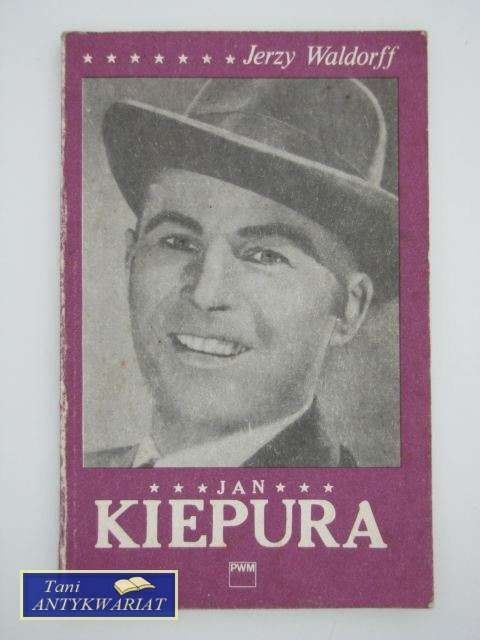 Jerzy Waldorff
JAN
KIEPURA
PWM
Tani
ANTYKWARIAT